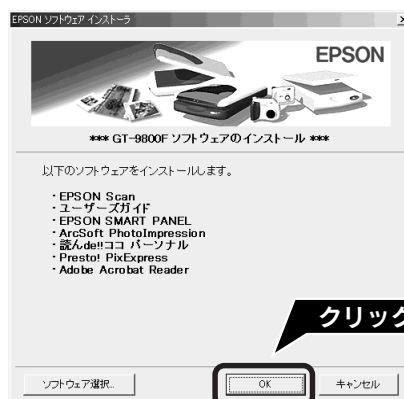 EPSON ソフトウェア インストーラ
EPSON
*** GT-9800F ソフトウェアのインストール ***
以下のソフトウェアをインストールします。
・EPSON Scan
・ユーザーズガイド
・EPSON SMART PANEL
・ArcSoft PhotoImpression
・読んde!!ココ パーソナル
・Presto! PixExpress
・Adobe Acrobat Reader
クリック
ソフトウェア選択...
OK
キャンセル